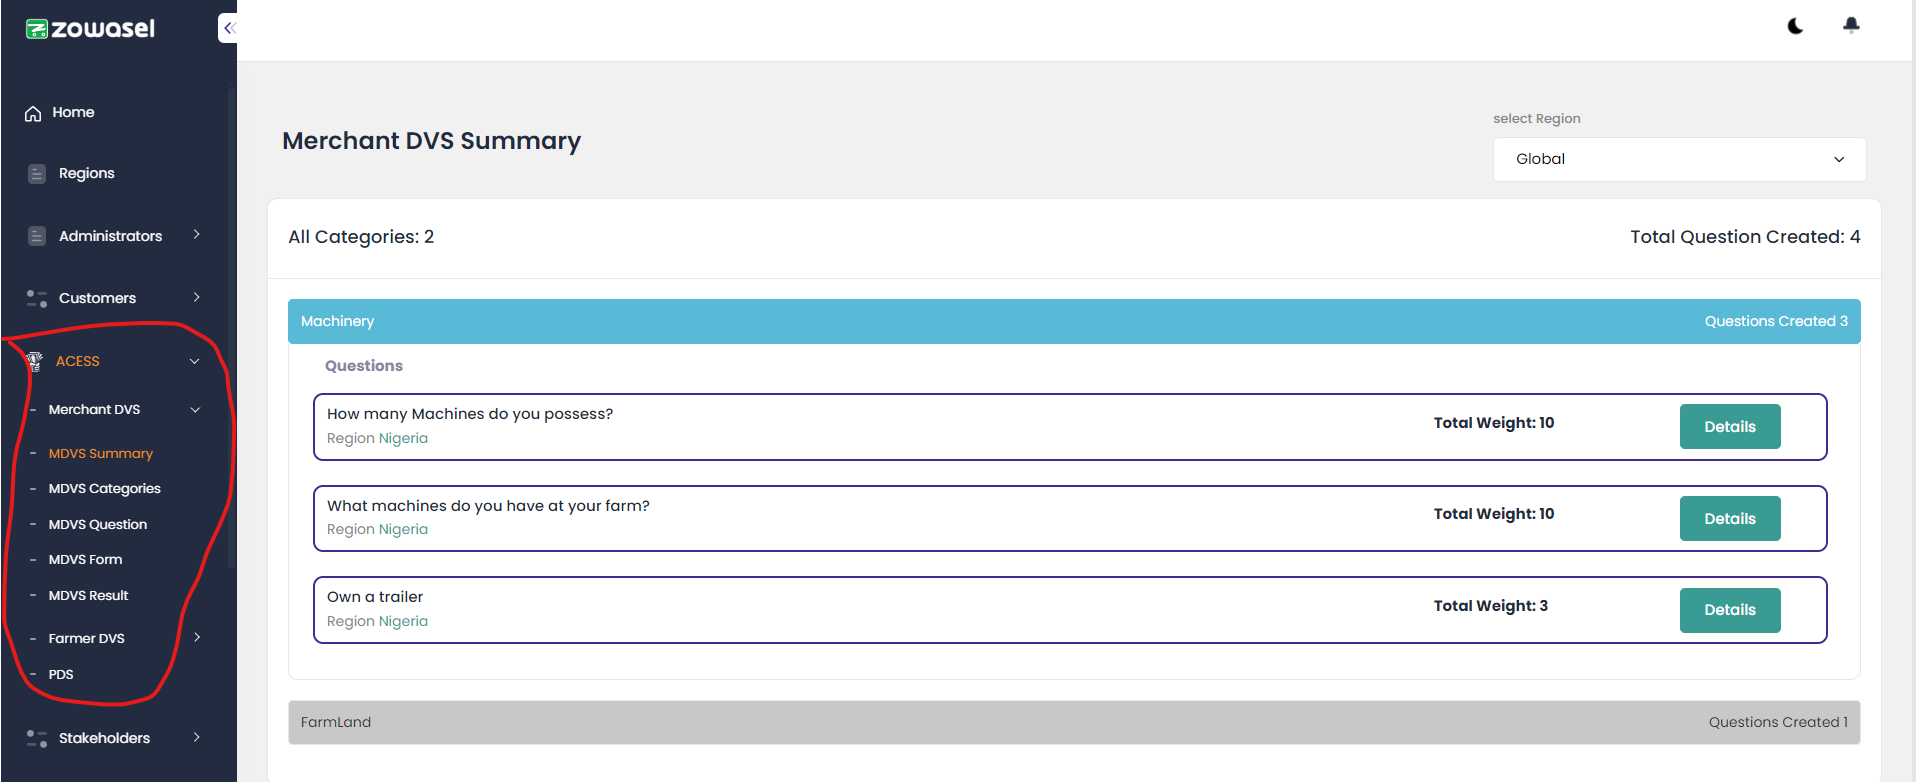 zowasel
Home
Regions
Administrators
Customers
ACESS
Merchant DVS
MDVS Summary
MDVS Categories
MDVS Question
MDVS Form
MDVS Result
Farmer DVS
PDS
Stakeholders
Merchant DVS Summary
select Region
Global
All Categories: 2
Total Question Created: 4
Machinery
Questions Created 3
Questions
How many Machines do you possess?
Region Nigeria
Total Weight: 10
Details
What machines do you have at your farm?
Region Nigeria
Total Weight: 10
Details
Own a trailer
Region Nigeria
Total Weight: 3
Details
FarmLand
Questions Created 1